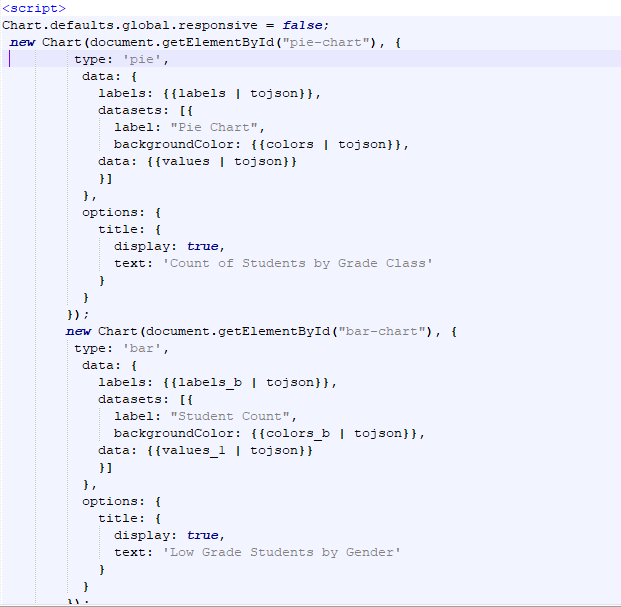 <script>
Chart.defaults.global.responsive = false;
new Chart(document.getElementById("pie-chart"), {
type: 'pie',
data: {
labels: {{labels | tojson}},
datasets: [{
label: "Pie Chart",
backgroundColor: {{colors | tojson}},
data: {{values | tojson}}
}]
},
options: {
title: {
display: true,
text: 'Count of Students by Grade Class'
}
}
});
new Chart(document.getElementById("bar-chart"), {
type: 'bar',
data: {
labels: {{labels_b | tojson}},
datasets: [{
label: "Student Count",
backgroundColor: {{colors_b | tojson}},
data: {{values_l | tojson}}
}]
},
options: {
title: {
display: true,
text: 'Low Grade Students by Gender'
}
}
});